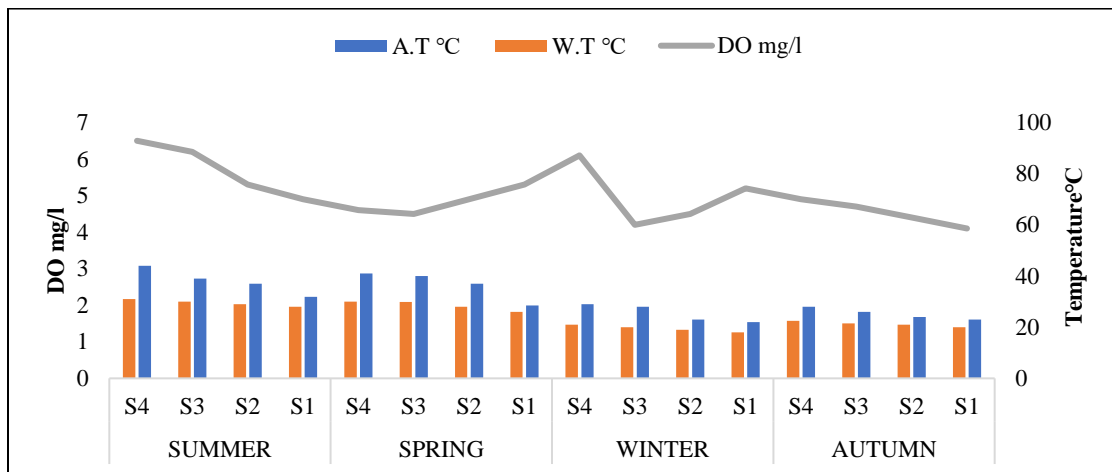 A.T °C W.T °C DO mg/l
7 100
6 80
5
4 60
3 40
2 20
1
0 0
DO mg/l
Temperature°C
S4 S3 S2 S1 S4 S3 S2 S1 S4 S3 S2 S1 S4 S3 S2 S1
SUMMER SPRING WINTER AUTUMN